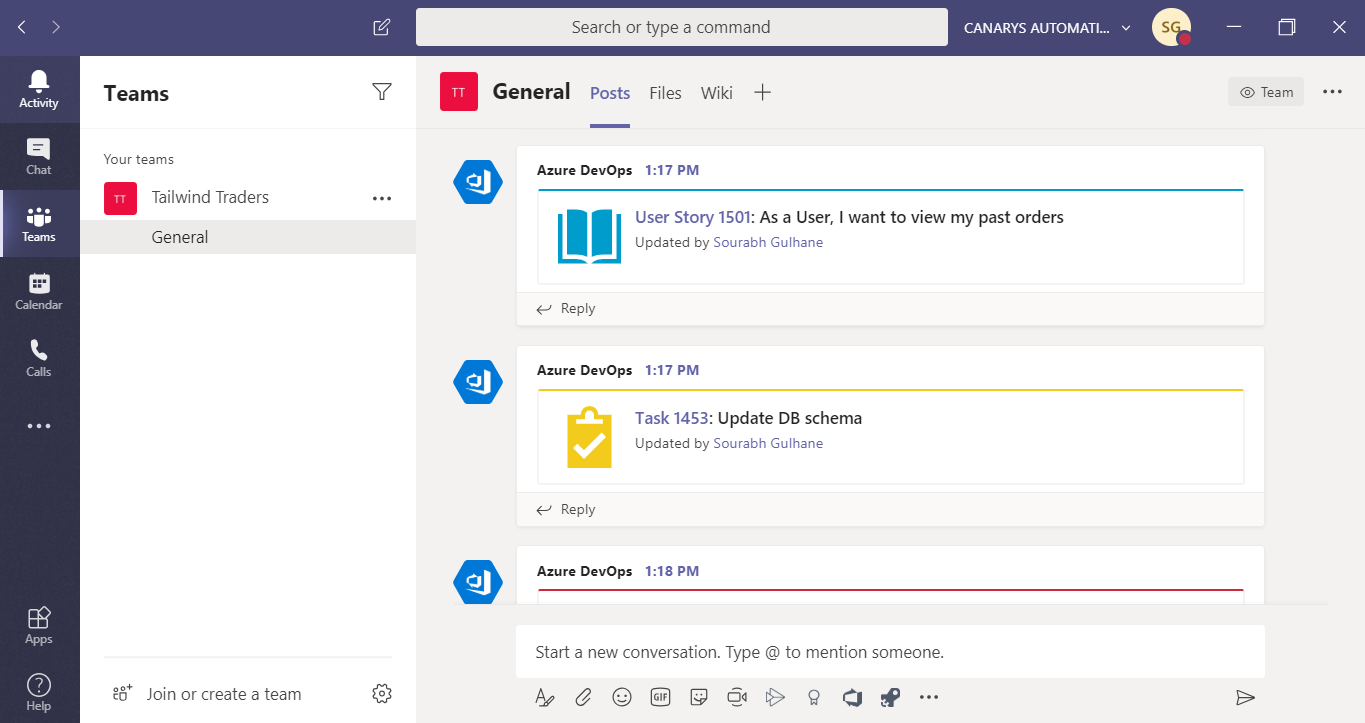 Search or type a command
CANARYS AUTOMATI...
SG
Activity
Chat
Teams
Calendar
Calls
Apps
Help
Teams
Your teams
TT
Tailwind Traders
General
Join or create a team
TT
General
Posts
Files
Wiki
Team
Azure DevOps 1:17 PM
User Story 1501: As a User, I want to view my past orders
Updated by Sourabh Gulhane
Reply
Azure DevOps 1:17 PM
Task 1453: Update DB schema
Updated by Sourabh Gulhane
Reply
Azure DevOps 1:18 PM
Start a new conversation. Type @ to mention someone.
GIF